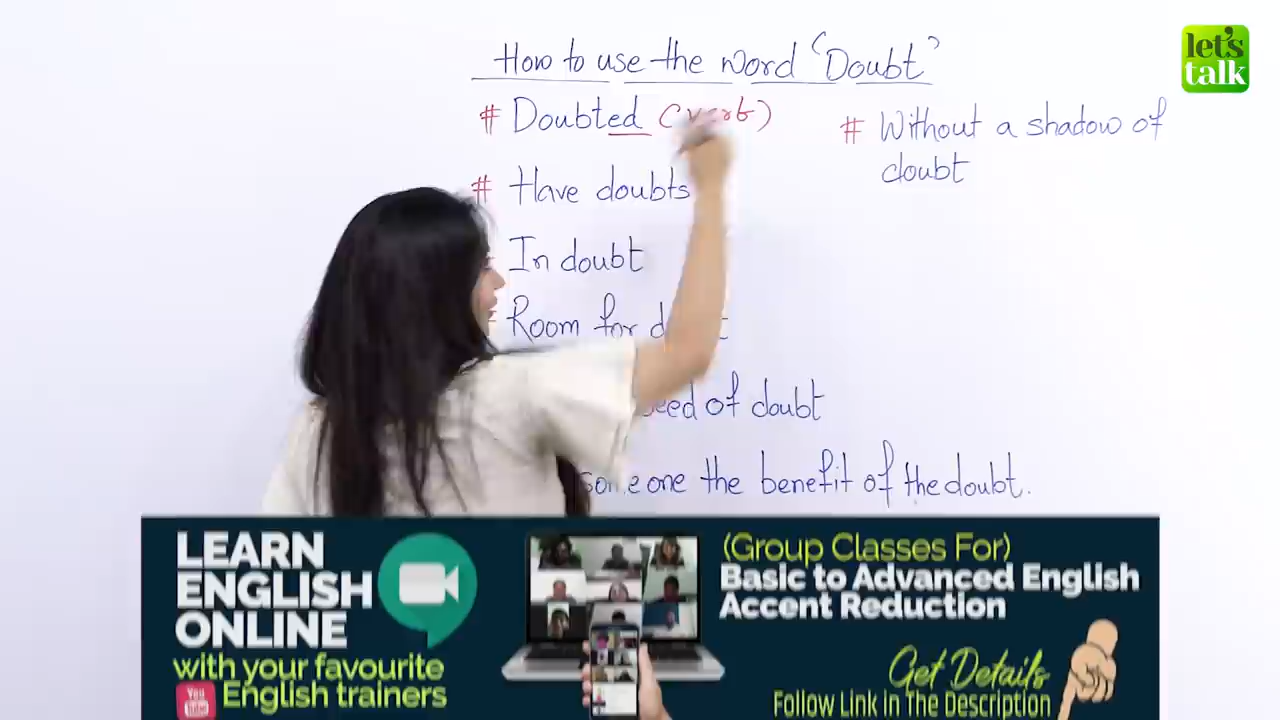 How to use the word ‘Doubt’
# Doubted (verb)
# Have doubts
In doubt
Room for
seed of doubt
someone the benefit of the doubt.
# Without a shadow of
doubt
let's
talk
LEARN
ENGLISH
ONLINE
with your favourite
You
English trainers
(Group Classes For)
Basic to Advanced English
Accent Reduction
Get Details
Follow Link in The Description